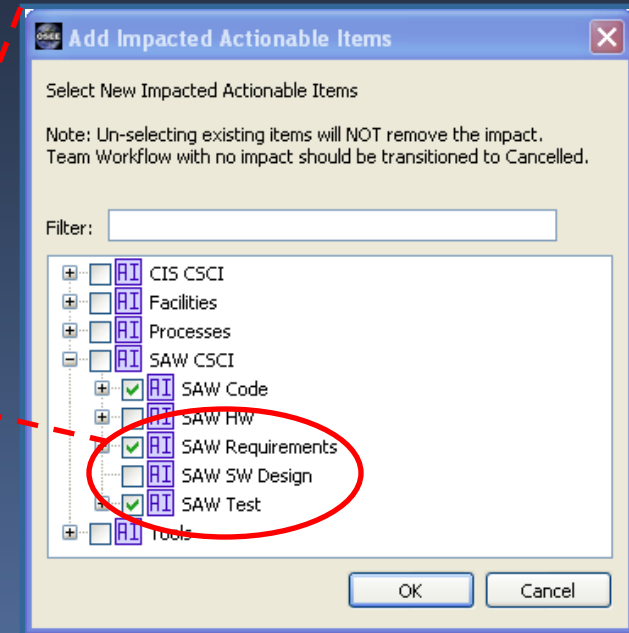 OSEE Add Impacted Actionable Items
Select New Impacted Actionable Items
Note: Un-selecting existing items will NOT remove the impact.
Team Workflow with no impact should be transitioned to Cancelled.
Filter:
AI CIS CSCI
AI Facilities
AI Processes
AI SAW CSCI
AI SAW Code
AI SAW HW
AI SAW Requirements
AI SAW SW Design
AI SAW Test
AI Tools
OK Cancel